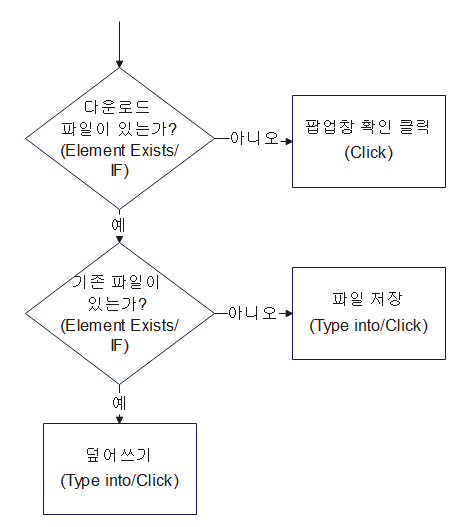 다운로드
파일이 있는가?
(Element Exists/
IF)
아니오
팝업창 확인 클릭
(Click)
예
기존 파일이
있는가?
(Element Exists/
IF)
아니오
파일 저장
(Type into/Click)
예
덮어쓰기
(Type into/Click)